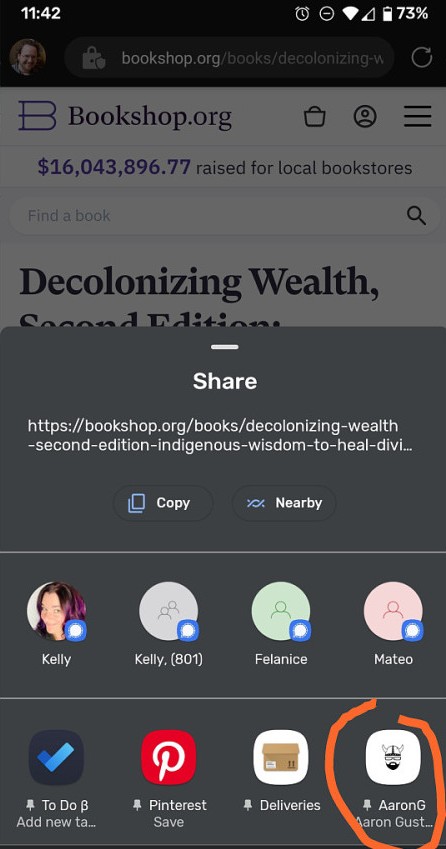 11:42
73%
bookshop.org/books/decolonizing-w
Bookshop.org
$16,043,896.77 raised for local bookstores
Find a book
Decolonizing Wealth,
Second Edition:
Share
https://bookshop.org/books/decolonizing-wealth
-second-edition-indigenous-wisdom-to-heal-divi…
Copy
Nearby
Kelly
Kelly, (801)
Felanice
Mateo
To Do β
Pinterest
Deliveries
AaronG
Add new ta…
Save
Aaron Gust…